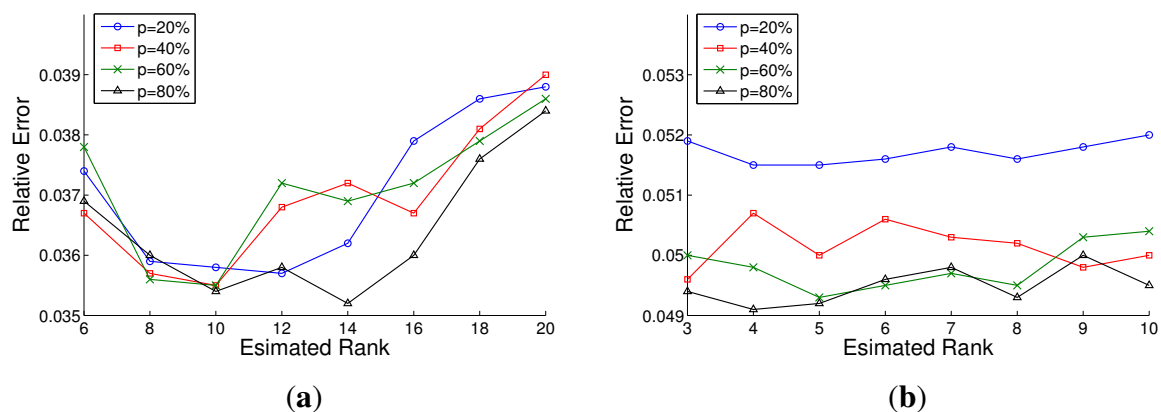 p=20%
p=40%
p=60%
p=80%
0.039
0.038
0.037
0.036
0.035
Relative Error
6 8 10 12 14 16 18 20
Esimated Rank
(a)
p=20%
p=40%
p=60%
p=80%
0.053
0.052
0.051
0.05
0.049
Relative Error
3 4 5 6 7 8 9 10
Esimated Rank
(b)